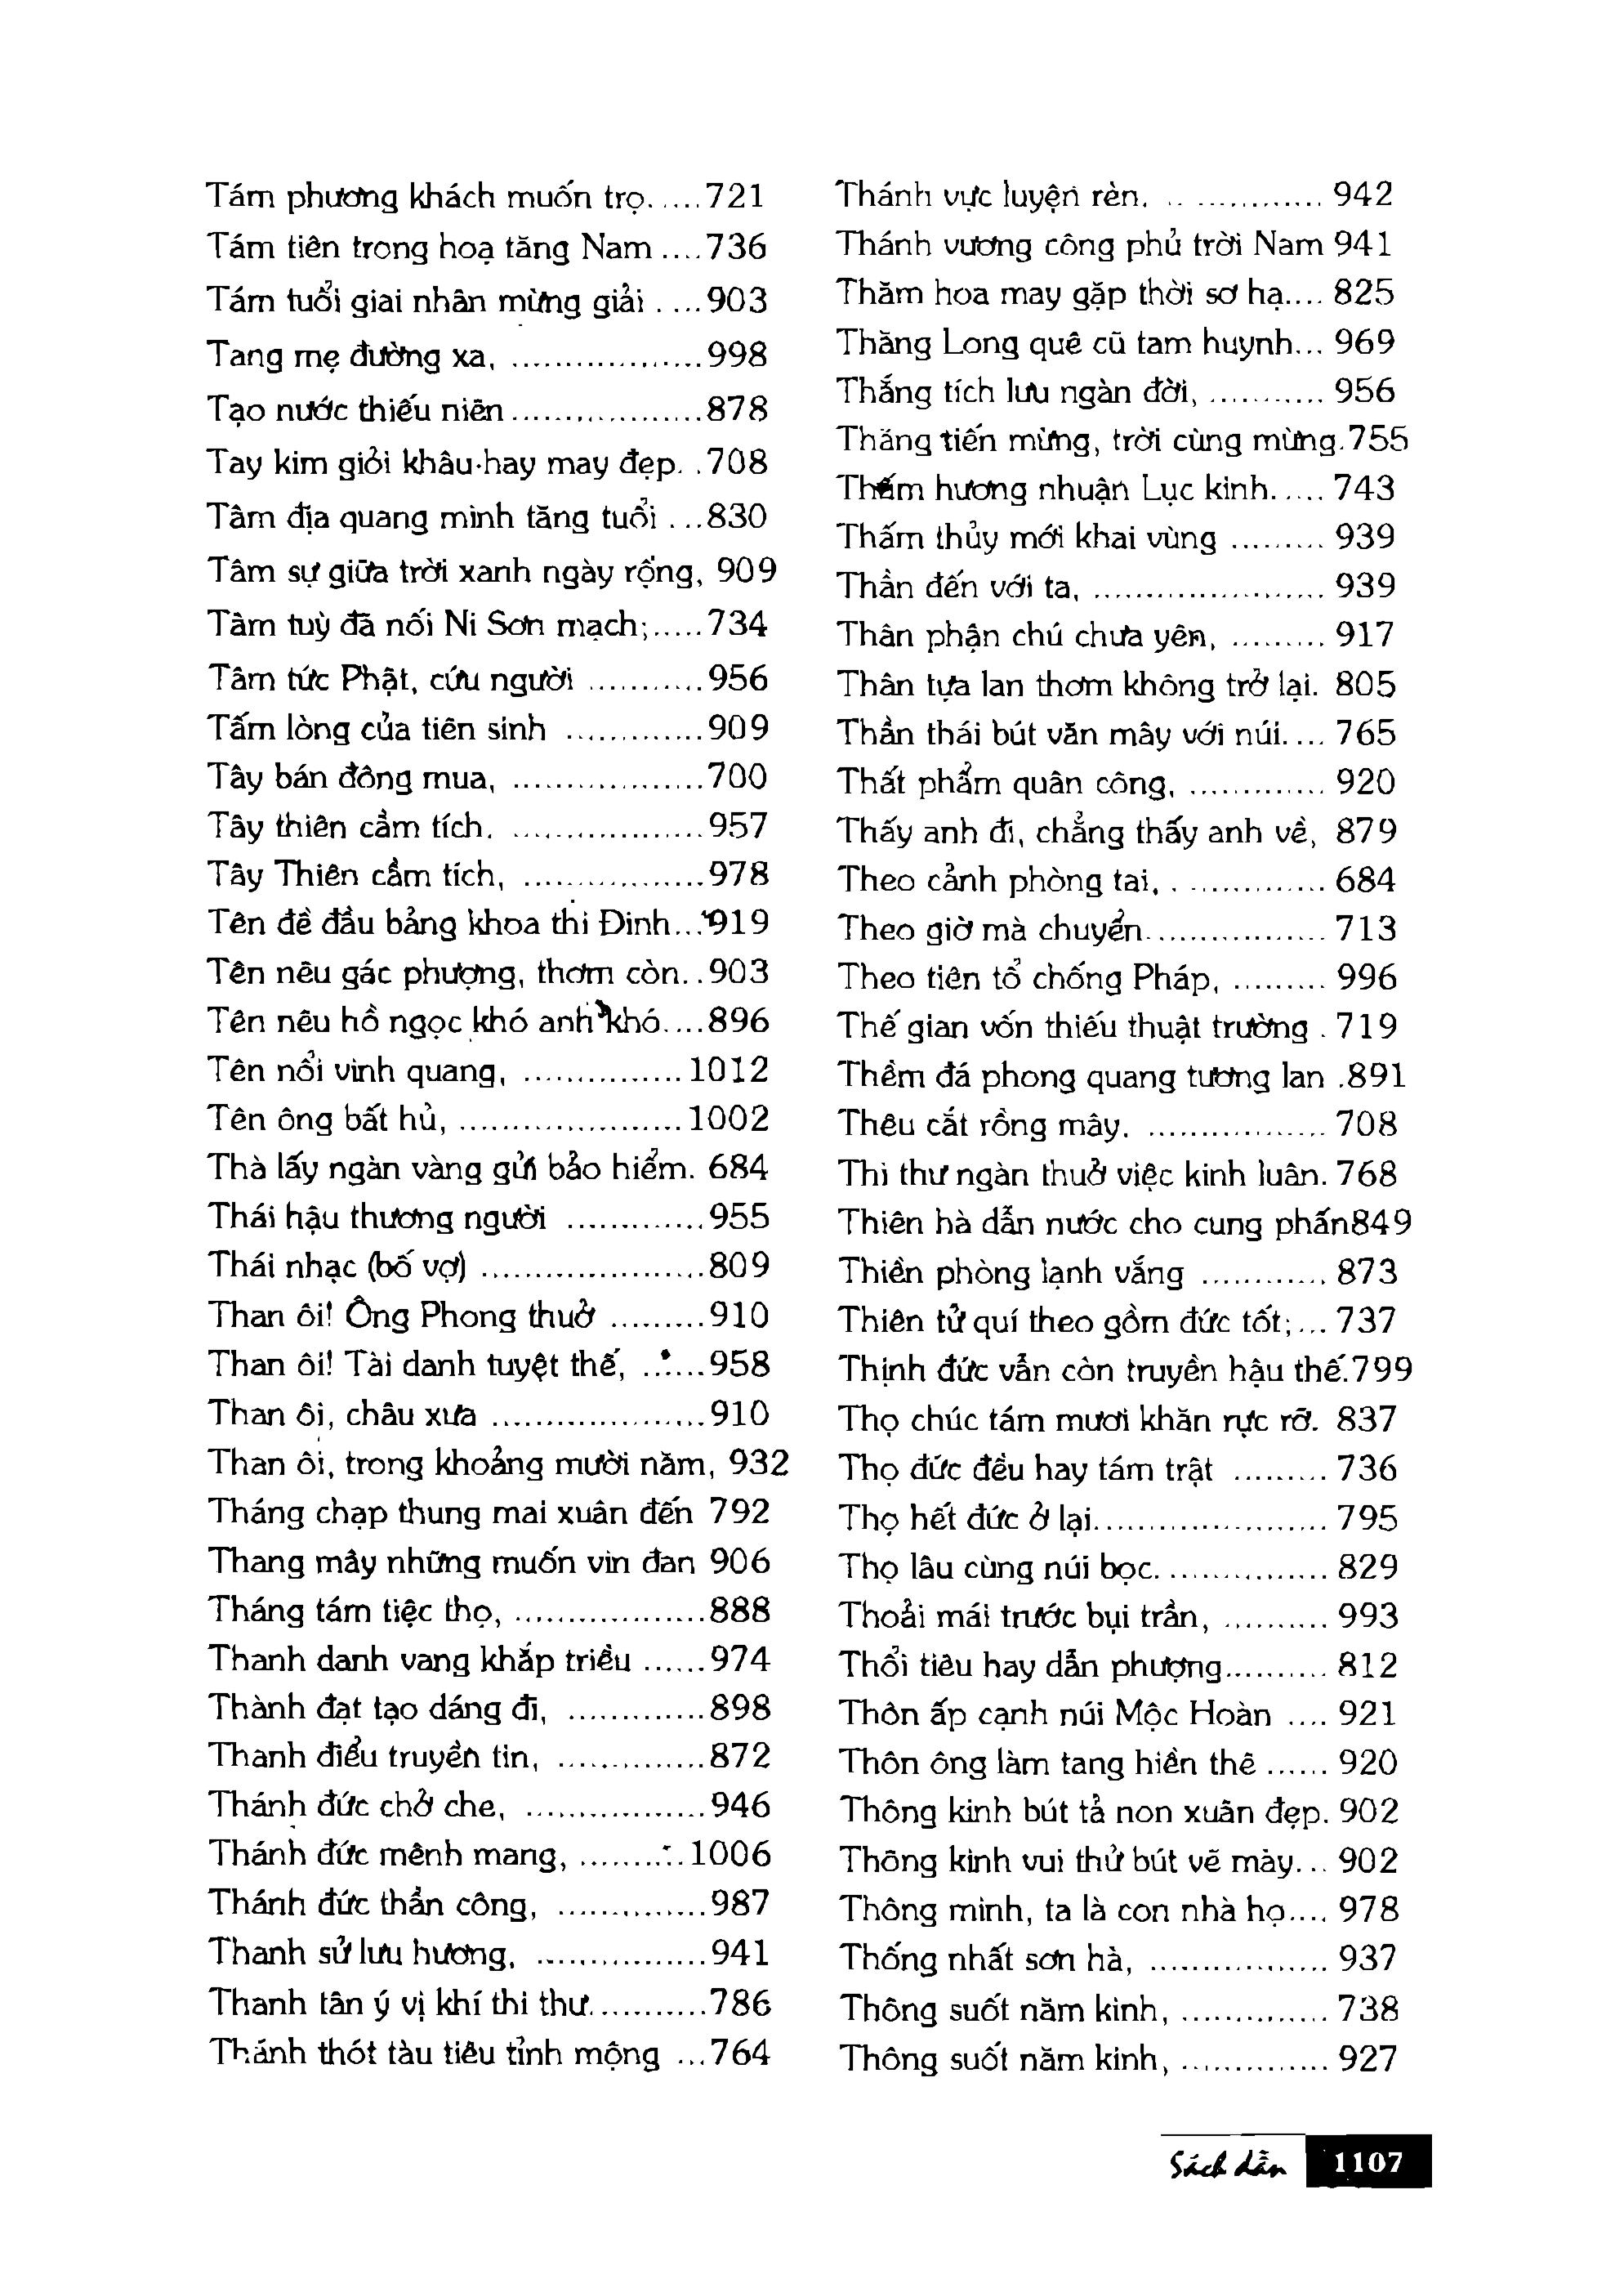 Tám phương khách muốn trọ.....721
Tám tiên trong hoạ tăng Nam ....736
Tám tuổi giai nhân mừng giải .....903
Tang mẹ đường xa, ..................998
Tạo nước thiếu niên ..................878
Tay kim giỏi khâu hay may đẹp. .708
Tâm địa quang minh tăng tuổi ....830
Tâm sự giữa trời xanh ngày rộng, 909
Tâm tuỳ đã nối Ni Sơn mạch;.....734
Tâm tức Phật, cứu người ...........956
Tấm lòng của tiên sinh .............909
Tây bán đông mua, ..................700
Tây thiên cầm tích. ..................957
Tây Thiên cầm tích, .................978
Tên đề đầu bảng khoa thi Đinh...919
Tên nêu gác phượng, thơm còn..903
Tên nêu hồ ngọc khó anh khó....896
Tên nổi vinh quang, ...............1012
Tên ông bất hủ, .....................1002
Thà lấy ngàn vàng gửi bảo hiểm. 684
Thái hậu thương người .............955
Thái nhạc (bố vợ) .....................809
Than ôi! Ông Phong thuở .........910
Than ôi! Tài danh tuyệt thế, ......958
Than ôi, châu xưa ....................910
Than ôi, trong khoảng mười năm, 932
Tháng chạp thung mai xuân đến 792
Thang mây những muốn vin đan 906
Tháng tám tiệc thọ, ..................888
Thanh danh vang khắp triều ......974
Thành đạt tạo dáng đi, .............898
Thanh điểu truyền tin, ..............872
Thánh đức chở che, .................946
Thánh đức mênh mang, ..........1006
Thánh đức thần công, ..............987
Thanh sử lưu hương, ................941
Thanh tân ý vị khí thi thư...........786
Thánh thót tàu tiêu tỉnh mộng ...764
Thánh vực luyện rèn. .............. 942
Thánh vương công phủ trời Nam 941
Thăm hoa may gặp thời sơ hạ.... 825
Thăng Long quê cũ tam huynh... 969
Thắng tích lưu ngàn đời, ........... 956
Thăng tiến mừng, trời cùng mừng.755
Thấm hương nhuận Lục kinh..... 743
Thấm thủy mới khai vùng ......... 939
Thần đến với ta, ...................... 939
Thân phận chú chưa yên, ......... 917
Thân tựa lan thơm không trở lại. 805
Thần thái bút văn mây với núi.... 765
Thất phẩm quân công, ............. 920
Thấy anh đi, chẳng thấy anh về, 879
Theo cảnh phòng tai, .............. 684
Theo giờ mà chuyển................. 713
Theo tiên tổ chống Pháp, ......... 996
Thế gian vốn thiếu thuật trường . 719
Thềm đá phong quang tương lan .891
Thêu cắt rồng mây. ................. 708
Thi thư ngàn thuở việc kinh luân. 768
Thiên hà dẫn nước cho cung phấn849
Thiền phòng lạnh vắng ............ 873
Thiên tử quí theo gồm đức tốt;... 737
Thịnh đức vẫn còn truyền hậu thế.799
Thọ chúc tám mươi khăn rực rỡ. 837
Thọ đức đều hay tám trật ......... 736
Thọ hết đức ở lại...................... 795
Thọ lâu cùng núi bọc................ 829
Thoải mái trước bụi trần, .......... 993
Thổi tiêu hay dẫn phượng.......... 812
Thôn ấp cạnh núi Mộc Hoàn .... 921
Thôn ông làm tang hiền thê ...... 920
Thông kinh bút tả non xuân đẹp. 902
Thông kinh vui thử bút vẽ mày... 902
Thông minh, ta là con nhà họ.... 978
Thống nhất sơn hà, ................. 937
Thông suốt năm kinh, .............. 738
Thông suốt năm kinh, .............. 927
Sách dẫn 1107